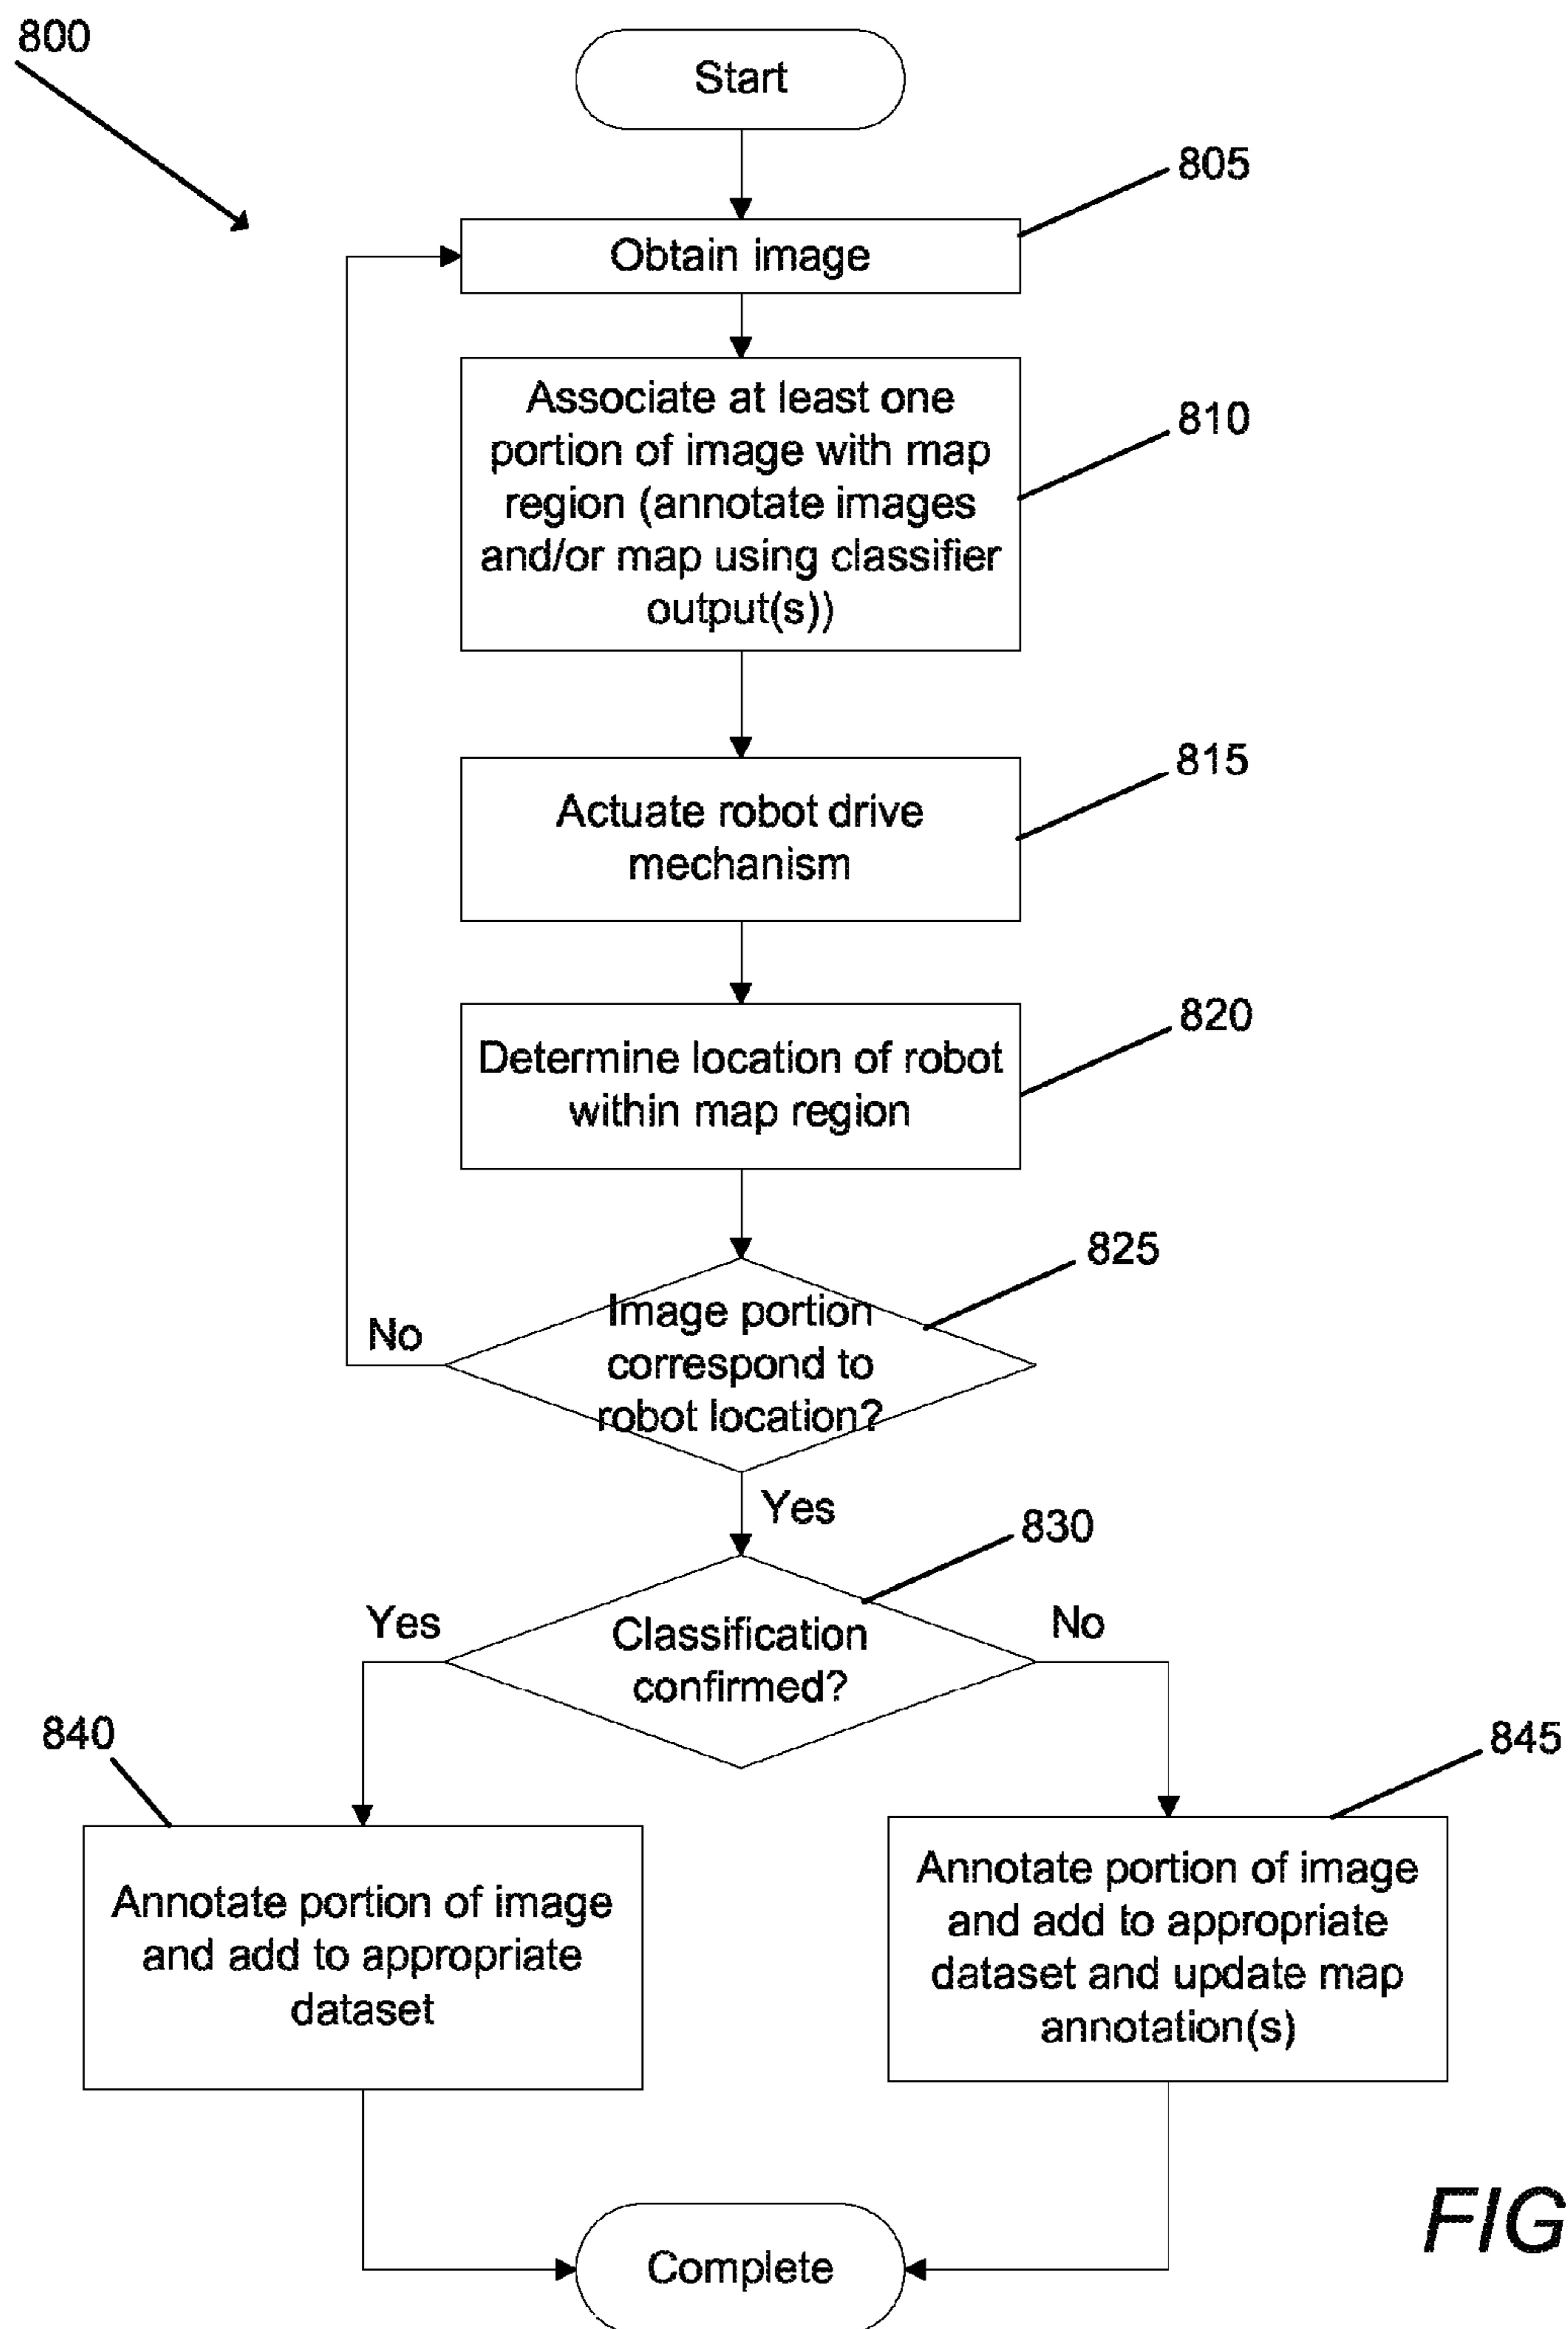 800
Start
805
Obtain image
Associate at least one
portion of image with map
region (annotate images
and/or map using classifier
output(s))
810
815
Actuate robot drive
mechanism
820
Determine location of robot
within map region
825
Image portion
correspond to
robot location?
No
Yes
830
Classification
confirmed?
Yes
No
840
845
Annotate portion of image
and add to appropriate
dataset
Annotate portion of image
and add to appropriate
dataset and update map
annotation(s)
FIG
Complete